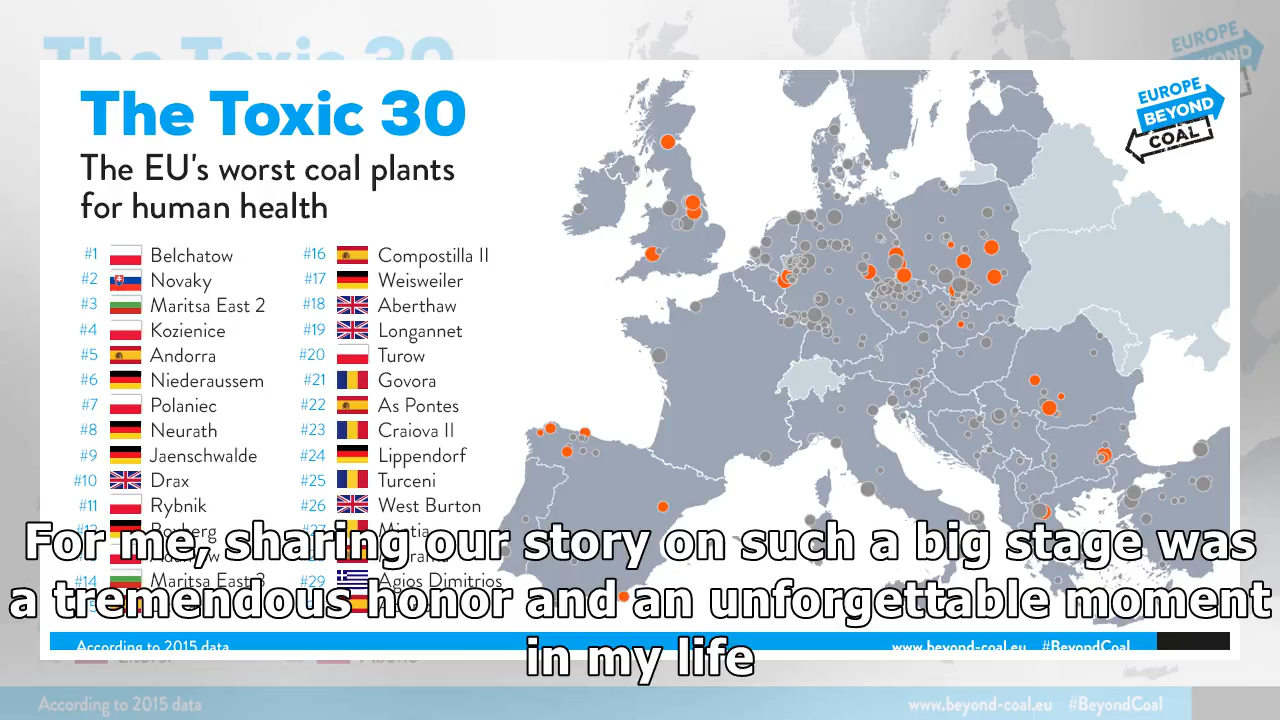 The Toxic 30
The EU's worst coal plants
for human health
EUROPE
BEYOND
COAL
#1 Belchatow
#2 Novaky
#3 Maritsa East 2
#4 Kozienice
#5 Andorra
#6 Niederaussem
#7 Polaniec
#8 Neurath
#9 Jaenschwalde
#10 Drax
#11 Rybnik
#14 Maritsa East 3
#16 Compostilla II
#17 Weisweiler
#18 Aberthaw
#19 Longannet
#20 Turow
#21 Govora
#22 As Pontes
#23 Craiova II
#24 Lippendorf
#25 Turceni
#26 West Burton
#29 Agios Dimitrios
For me, sharing our story on such a big stage was
a tremendous honor and an unforgettable moment
in my life
According to 2015 data
www.beyond-coal.eu #BeyondCoal
According to 2015 data
www.beyond-coal.eu #BeyondCoal